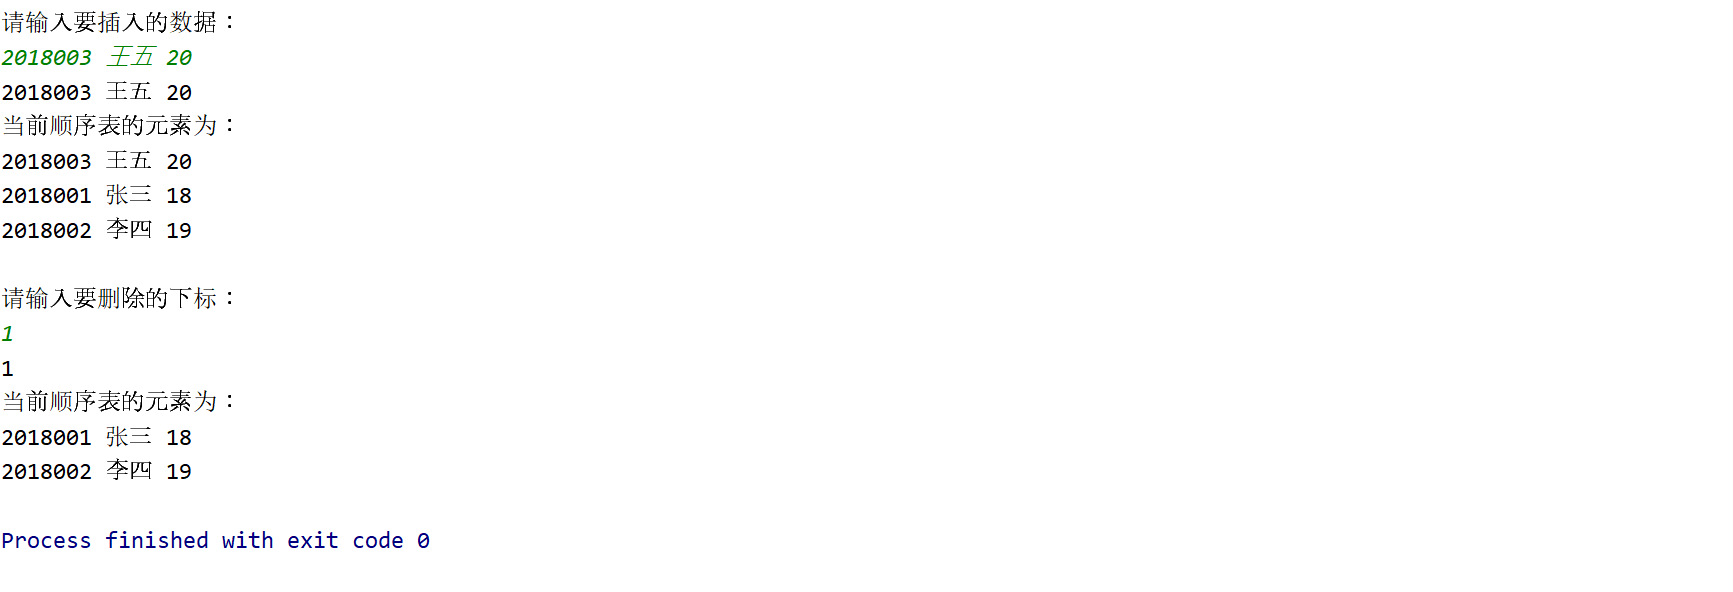 请输入要插入的数据：
2018003 王五 20
2018003 王五 20
当前顺序表的元素为：
2018003 王五 20
2018001 张三 18
2018002 李四 19
请输入要删除的下标：
1
1
当前顺序表的元素为：
2018001 张三 18
2018002 李四 19
Process finished with exit code 0